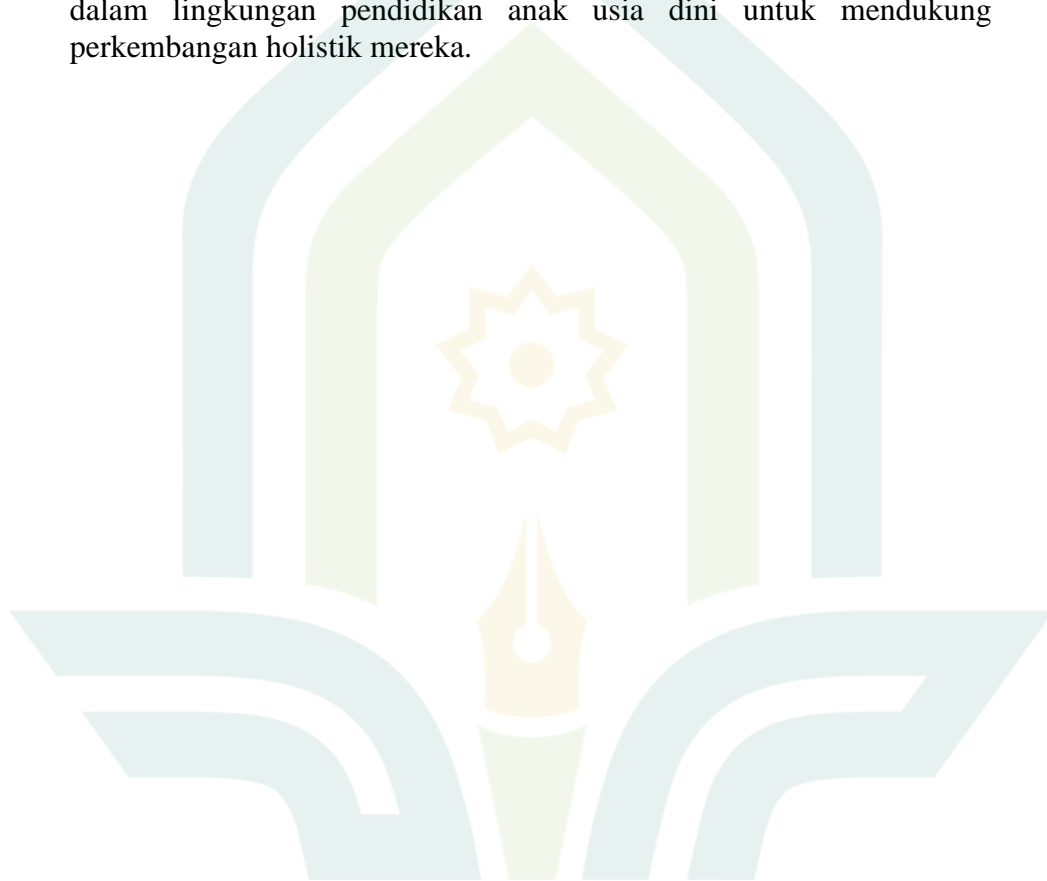 dalam lingkungan pendidikan anak usia dini untuk mendukung
perkembangan holistik mereka.